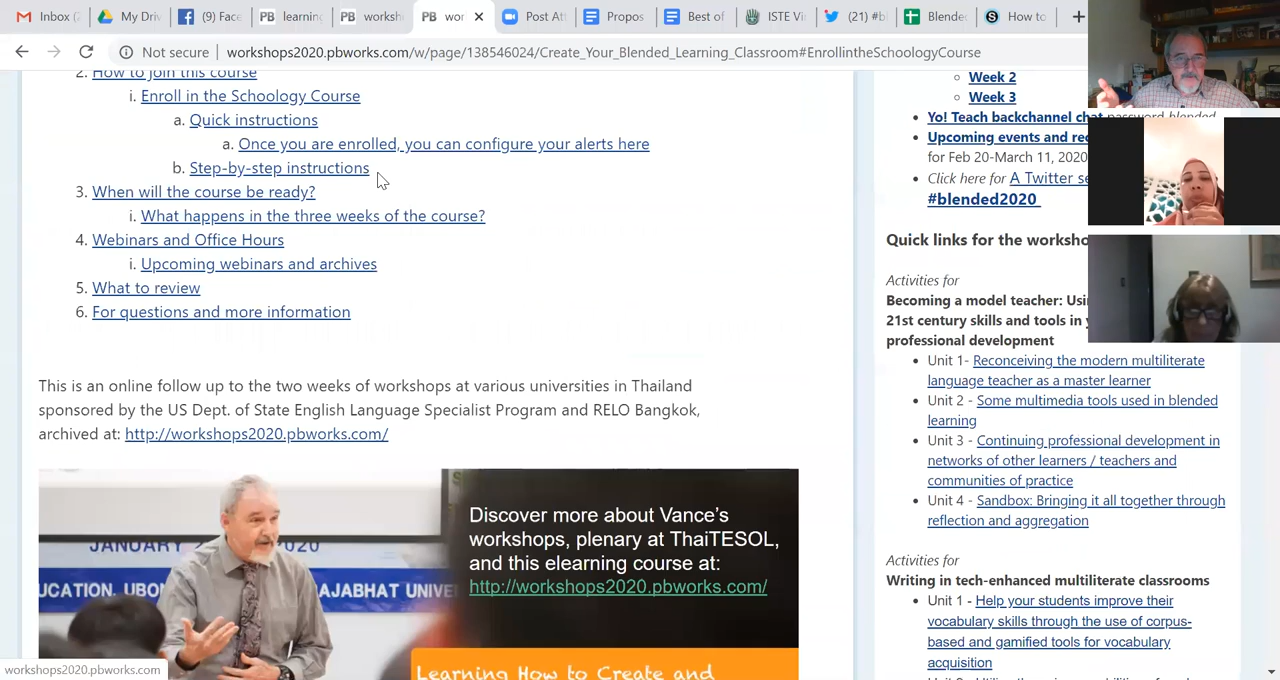 Inbox (2
My Driv
(9) Face
learning
worksh
wor
Post Att
Propos
Best of
ISTE Vi
(21) #bl
Blende
How to
Not secure
workshops2020.pbworks.com/w/page/138546024/Create_Your_Blended_Learning_Classroom#EnrollintheSchoologyCourse
2. How to join this course
i. Enroll in the Schoology Course
a. Quick instructions
a. Once you are enrolled, you can configure your alerts here
b. Step-by-step instructions
3. When will the course be ready?
i. What happens in the three weeks of the course?
4. Webinars and Office Hours
i. Upcoming webinars and archives
5. What to review
6. For questions and more information
This is an online follow up to the two weeks of workshops at various universities in Thailand
sponsored by the US Dept. of State English Language Specialist Program and RELO Bangkok,
archived at: http://workshops2020.pbworks.com/
JANUARY
2020
UCATION, UBON
RAJABHAT UNIVE
Discover more about Vance's
workshops, plenary at ThaiTESOL,
and this elearning course at:
http://workshops2020.pbworks.com/
Learning How to Create and
workshops2020.pbworks.com
Week 2
Week 3
Yo! Teach backchannel chat password blended
Upcoming events and rec
for Feb 20-March 11, 2020
Click here for A Twitter se
#blended2020
Quick links for the worksho
Activities for
Becoming a model teacher: Usi
21st century skills and tools in y
professional development
Unit 1- Reconceiving the modern multiliterate
language teacher as a master learner
Unit 2 - Some multimedia tools used in blended
learning
Unit 3 - Continuing professional development in
networks of other learners / teachers and
communities of practice
Unit 4 - Sandbox: Bringing it all together through
reflection and aggregation
Activities for
Writing in tech-enhanced multiliterate classrooms
Unit 1 - Help your students improve their
vocabulary skills through the use of corpus-
based and gamified tools for vocabulary
acquisition